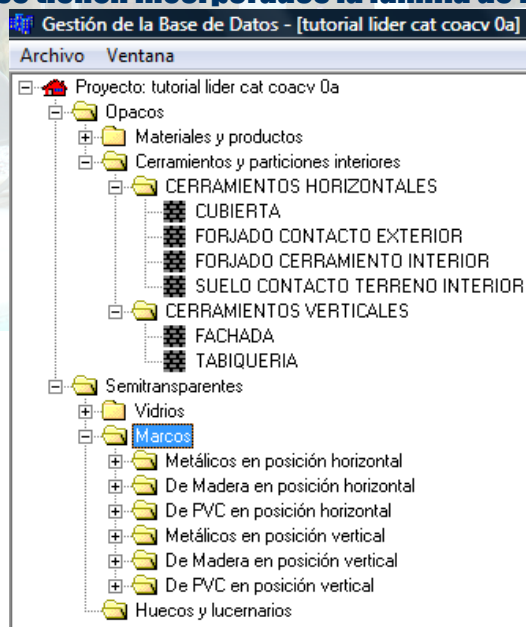 Gestión de la Base de Datos - [tutorial lider cat coacv 0a]
Archivo Ventana
Proyecto: tutorial lider cat coacv 0a
Opacos
Materiales y productos
Cerramientos y particiones interiores
CERRAMIENTOS HORIZONTALES
CUBIERTA
FORJADO CONTACTO EXTERIOR
FORJADO CERRAMIENTO INTERIOR
SUELO CONTACTO TERRENO INTERIOR
CERRAMIENTOS VERTICALES
FACHADA
TABIQUERIA
Semitransparentes
Vidrios
Marcos
Metálicos en posición horizontal
De Madera en posición horizontal
De PVC en posición horizontal
Metálicos en posición vertical
De Madera en posición vertical
De PVC en posición vertical
Huecos y lucernarios